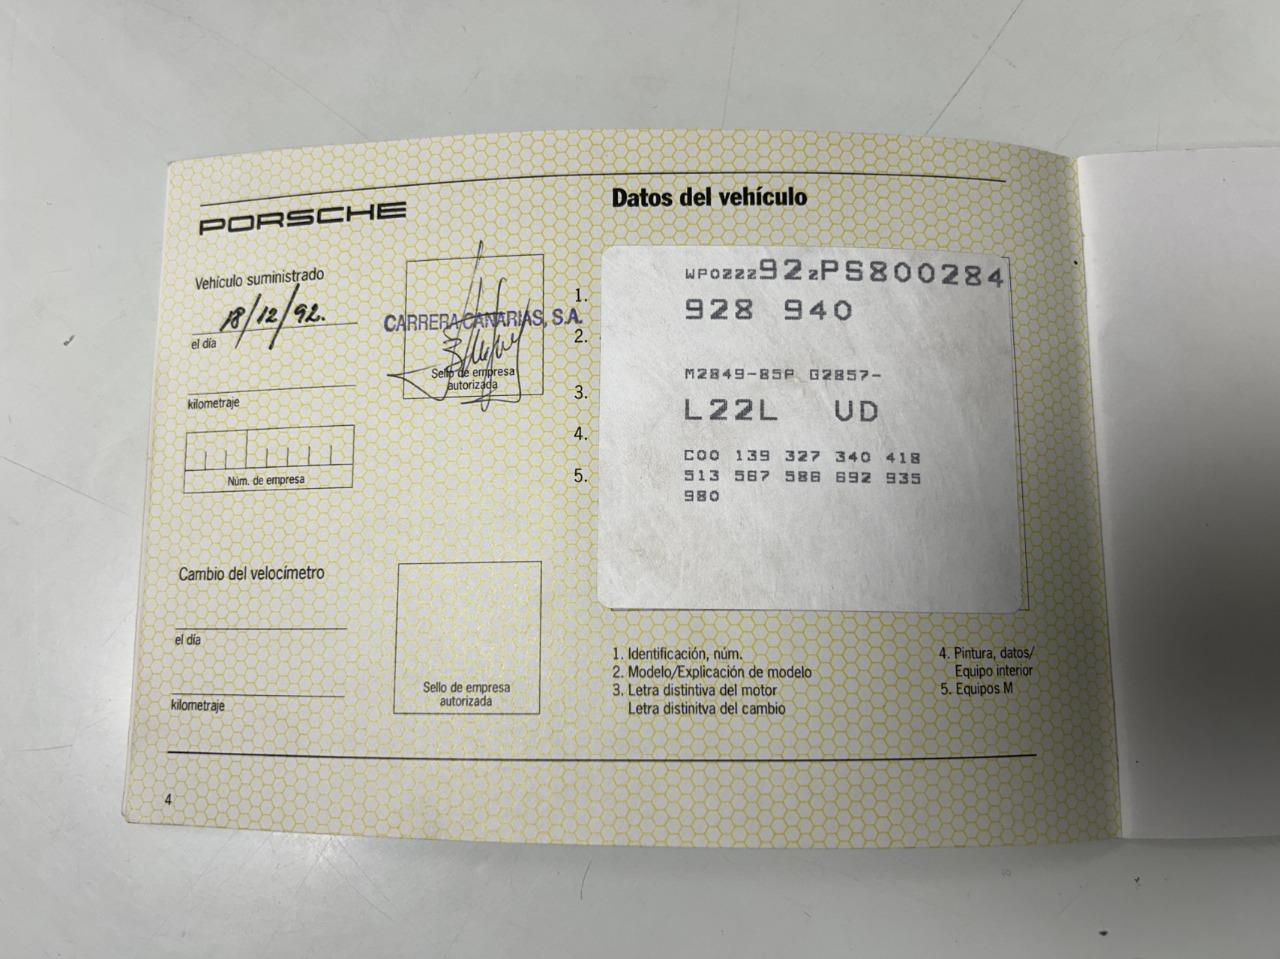 PORSCHE
Vehículo suministrado
18/12/92.
el día
kilometraje
Núm. de empresa
CARRERA CANARIAS, S.A.
Sello de empresa
autorizada
Cambio del velocímetro
el día
kilometraje
Sello de empresa
autorizada
4
Datos del vehículo
1.
WP0ZZZ92ZPS800284
2.
928 940
3.
M2849-85P G2857-
4.
L22L UD
5.
C00 139 327 340 418
513 567 586 692 935
980
1. Identificación, núm.
2. Modelo/Explicación de modelo
3. Letra distintiva del motor
Letra distinitva del cambio
4. Pintura, datos/
Equipo interior
5. Equipos M